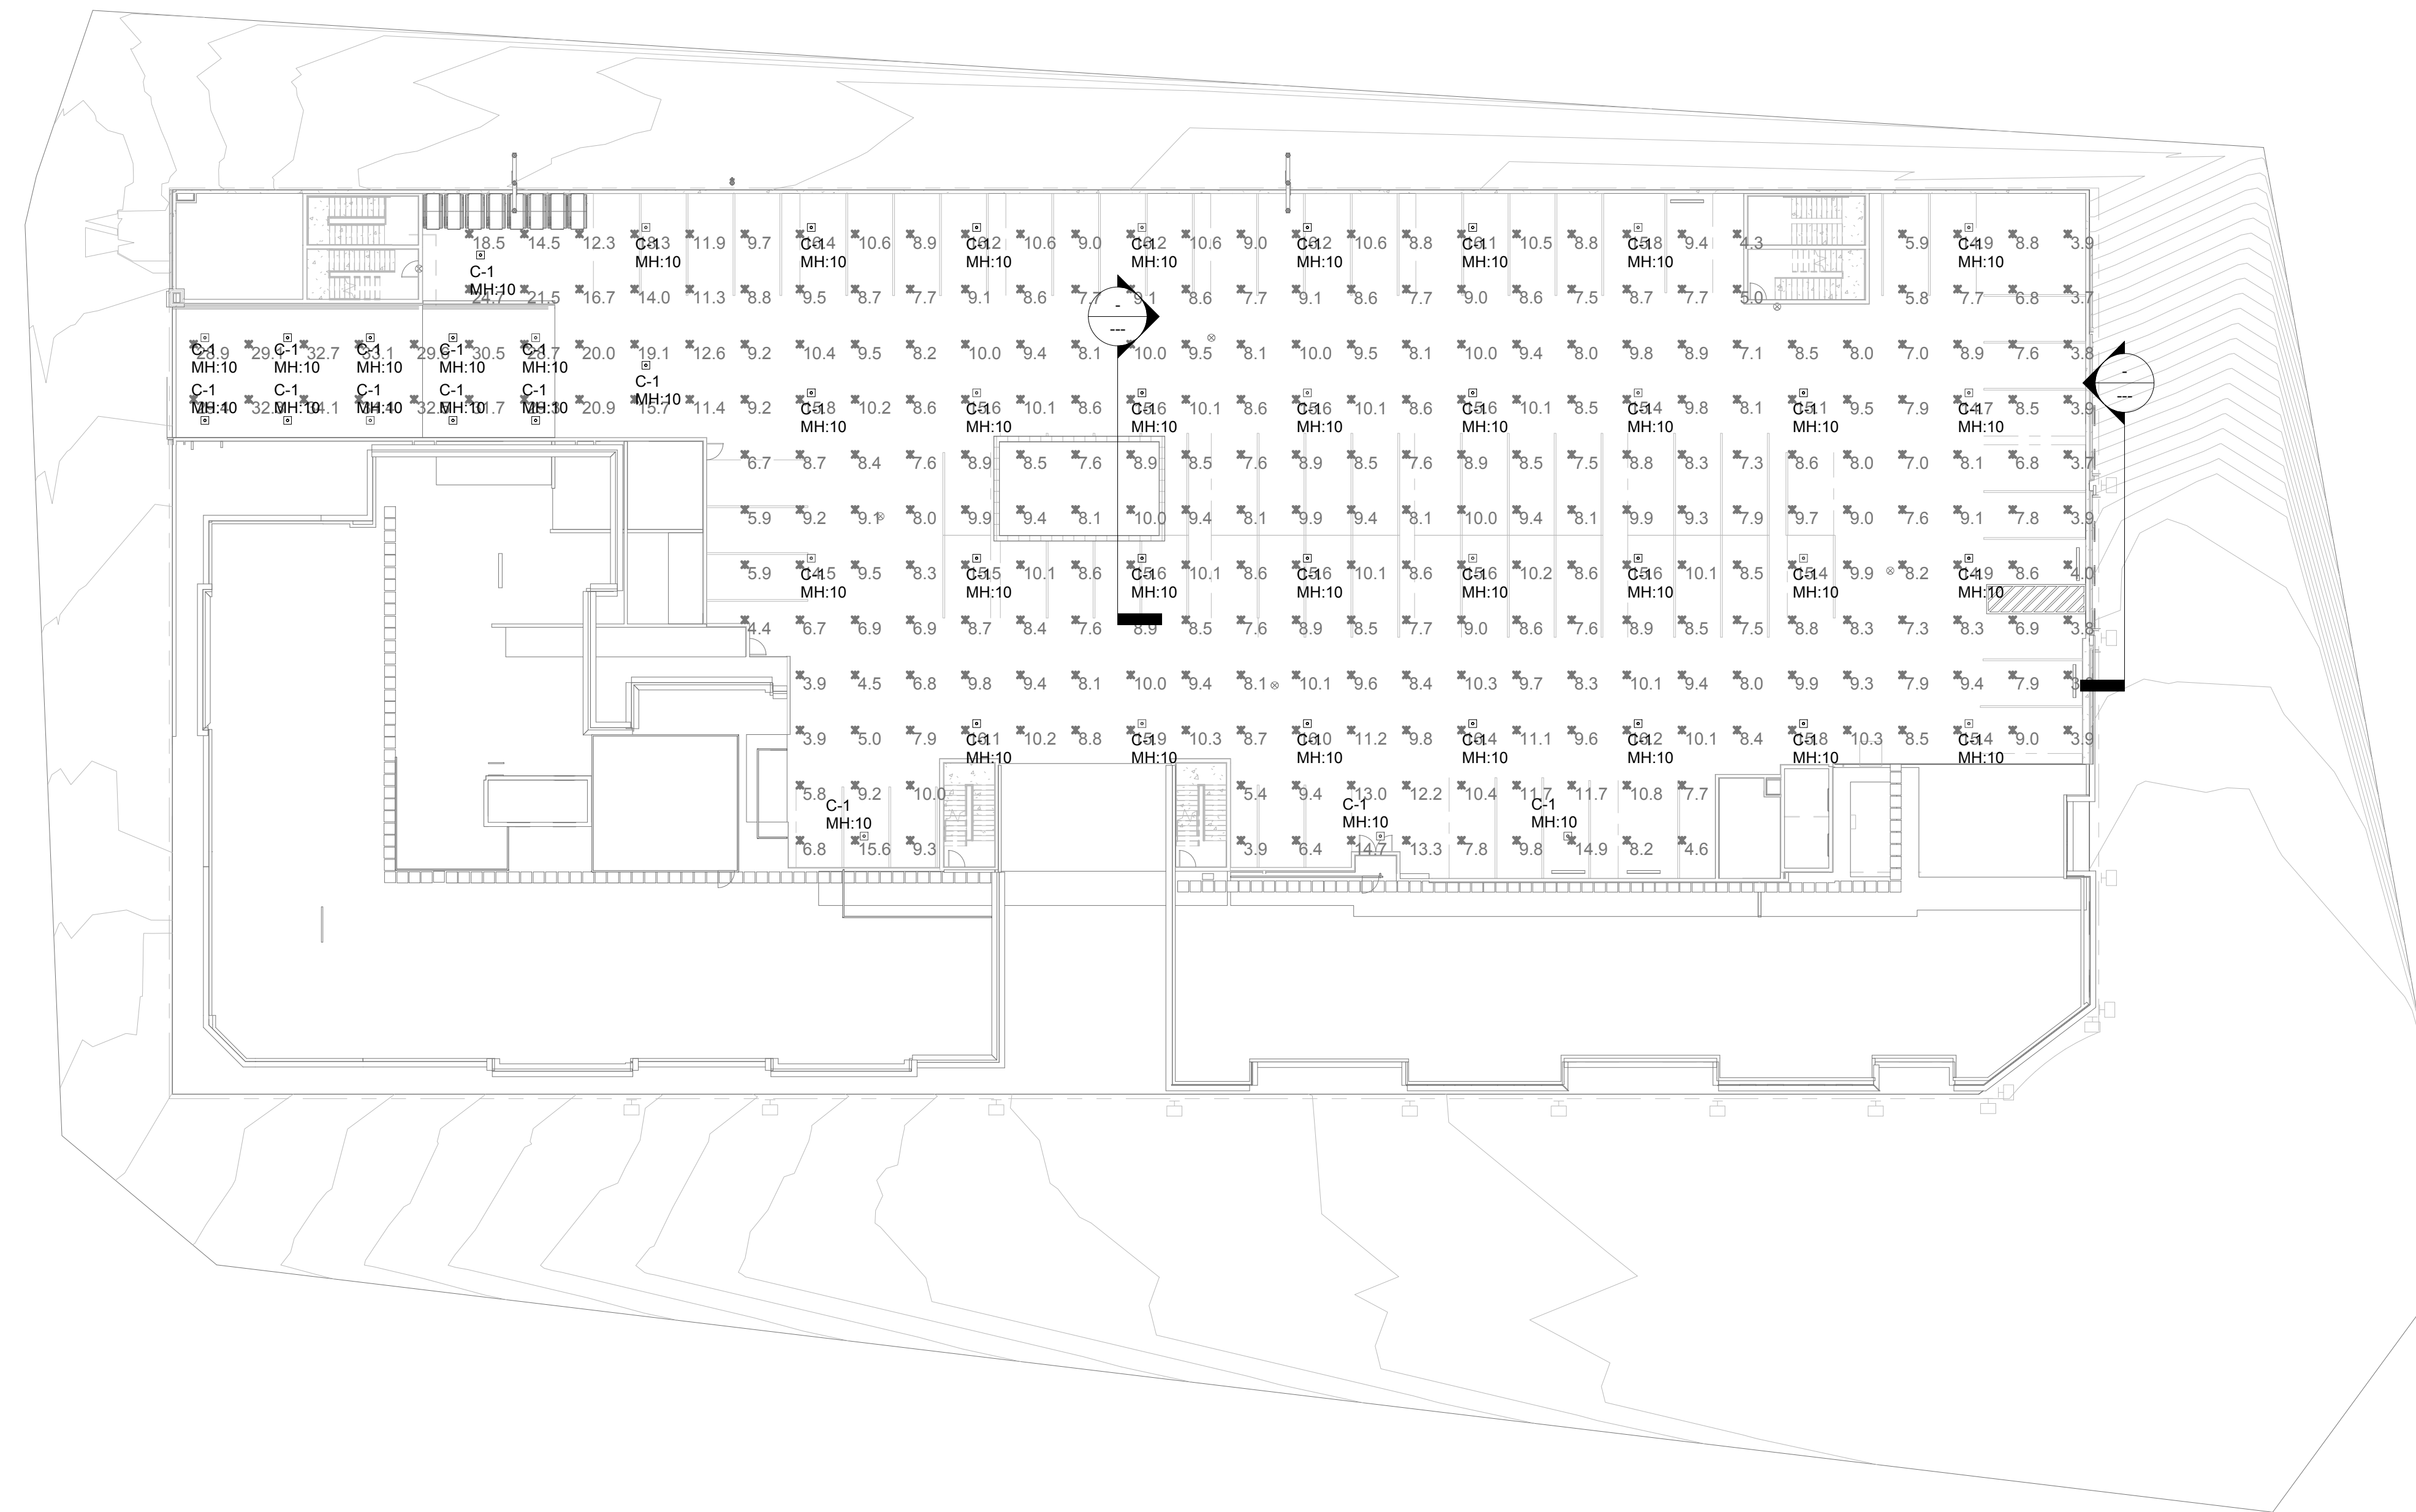 18.5 14.5 12.3 11.9 9.7 10.6 8.9 10.6 9.0 10.6 9.0 10.6 8.8 10.5 8.8 9.4 4.3 5.9 8.8 3.9
C-1 C-1 C-1 C-1 C-1 C-1 C-1 C-1
MH:10 MH:10 MH:10 MH:10 MH:10 MH:10 MH:10 MH:10
C-1
MH:10
24.7 21.5 16.7 14.0 11.3 8.8 9.5 8.7 7.7 9.1 8.6 7.7 9.1 8.6 7.7 9.1 8.6 7.7 9.0 8.6 7.5 8.7 7.7 5.0 5.8 7.7 6.8 3.7
-
---
28.9 29.1 32.7 33.1 29.6 30.5 28.7 20.0 19.1 12.6 9.2 10.4 9.5 8.2 10.0 9.4 8.1 10.0 9.5 8.1 10.0 9.5 8.1 10.0 9.4 8.0 9.8 8.9 7.1 8.5 8.0 7.0 8.9 7.6 3.8
C-1 C-1 C-1 C-1 C-1
MH:10 MH:10 MH:10 MH:10 MH:10
-
---
C-1
MH:10
C-1 C-1 C-1 C-1 C-1
MH:10 MH:10 MH:10 MH:10 MH:10
20.9 15.7 11.4 9.2 10.2 8.6 10.1 8.6 10.1 8.6 10.1 8.6 10.1 8.5 9.8 8.1 9.5 7.9 8.5 3.9
C-1 C-1 C-1 C-1 C-1 C-1 C-1 C-1
MH:10 MH:10 MH:10 MH:10 MH:10 MH:10 MH:10 MH:10
6.7 8.7 8.4 7.6 8.9 8.5 7.6 8.9 8.5 7.6 8.9 8.5 7.6 8.9 8.5 7.5 8.8 8.3 7.3 8.6 8.0 7.0 8.1 6.8 3.7
5.9 9.2 9.1 8.0 9.9 9.4 8.1 10.0 9.4 8.1 9.9 9.4 8.1 10.0 9.4 8.1 9.9 9.3 7.9 9.7 9.0 7.6 9.1 7.8 3.9
5.9 9.5 8.3 10.1 8.6 10.1 8.6 10.1 8.6 10.2 8.6 10.1 8.5 9.9 8.2 8.6 4.0
C-1 C-1 C-1 C-1 C-1 C-1 C-1 C-1
MH:10 MH:10 MH:10 MH:10 MH:10 MH:10 MH:10 MH:10
4.4 6.7 6.9 6.9 8.7 8.4 7.6 8.9 8.5 7.6 8.9 8.5 7.7 9.0 8.6 7.6 8.9 8.5 7.5 8.8 8.3 7.3 8.3 6.9 3.8
3.9 4.5 6.8 9.8 9.4 8.1 10.0 9.4 8.1 10.1 9.6 8.4 10.3 9.7 8.3 10.1 9.4 8.0 9.9 9.3 7.9 9.4 7.9
3.9 5.0 7.9 10.2 8.8 10.3 8.7 11.2 9.8 11.1 9.6 10.1 8.4 10.3 8.5 9.0 3.9
C-1 C-1 C-1 C-1 C-1 C-1 C-1
MH:10 MH:10 MH:10 MH:10 MH:10 MH:10 MH:10
5.8 9.2 10.0 5.4 9.4 13.0 12.2 10.4 11.7 11.7 10.8 7.7
C-1 C-1 C-1
MH:10 MH:10 MH:10
6.8 15.6 9.3 3.9 6.4 14.7 13.3 7.8 9.8 14.9 8.2 4.6